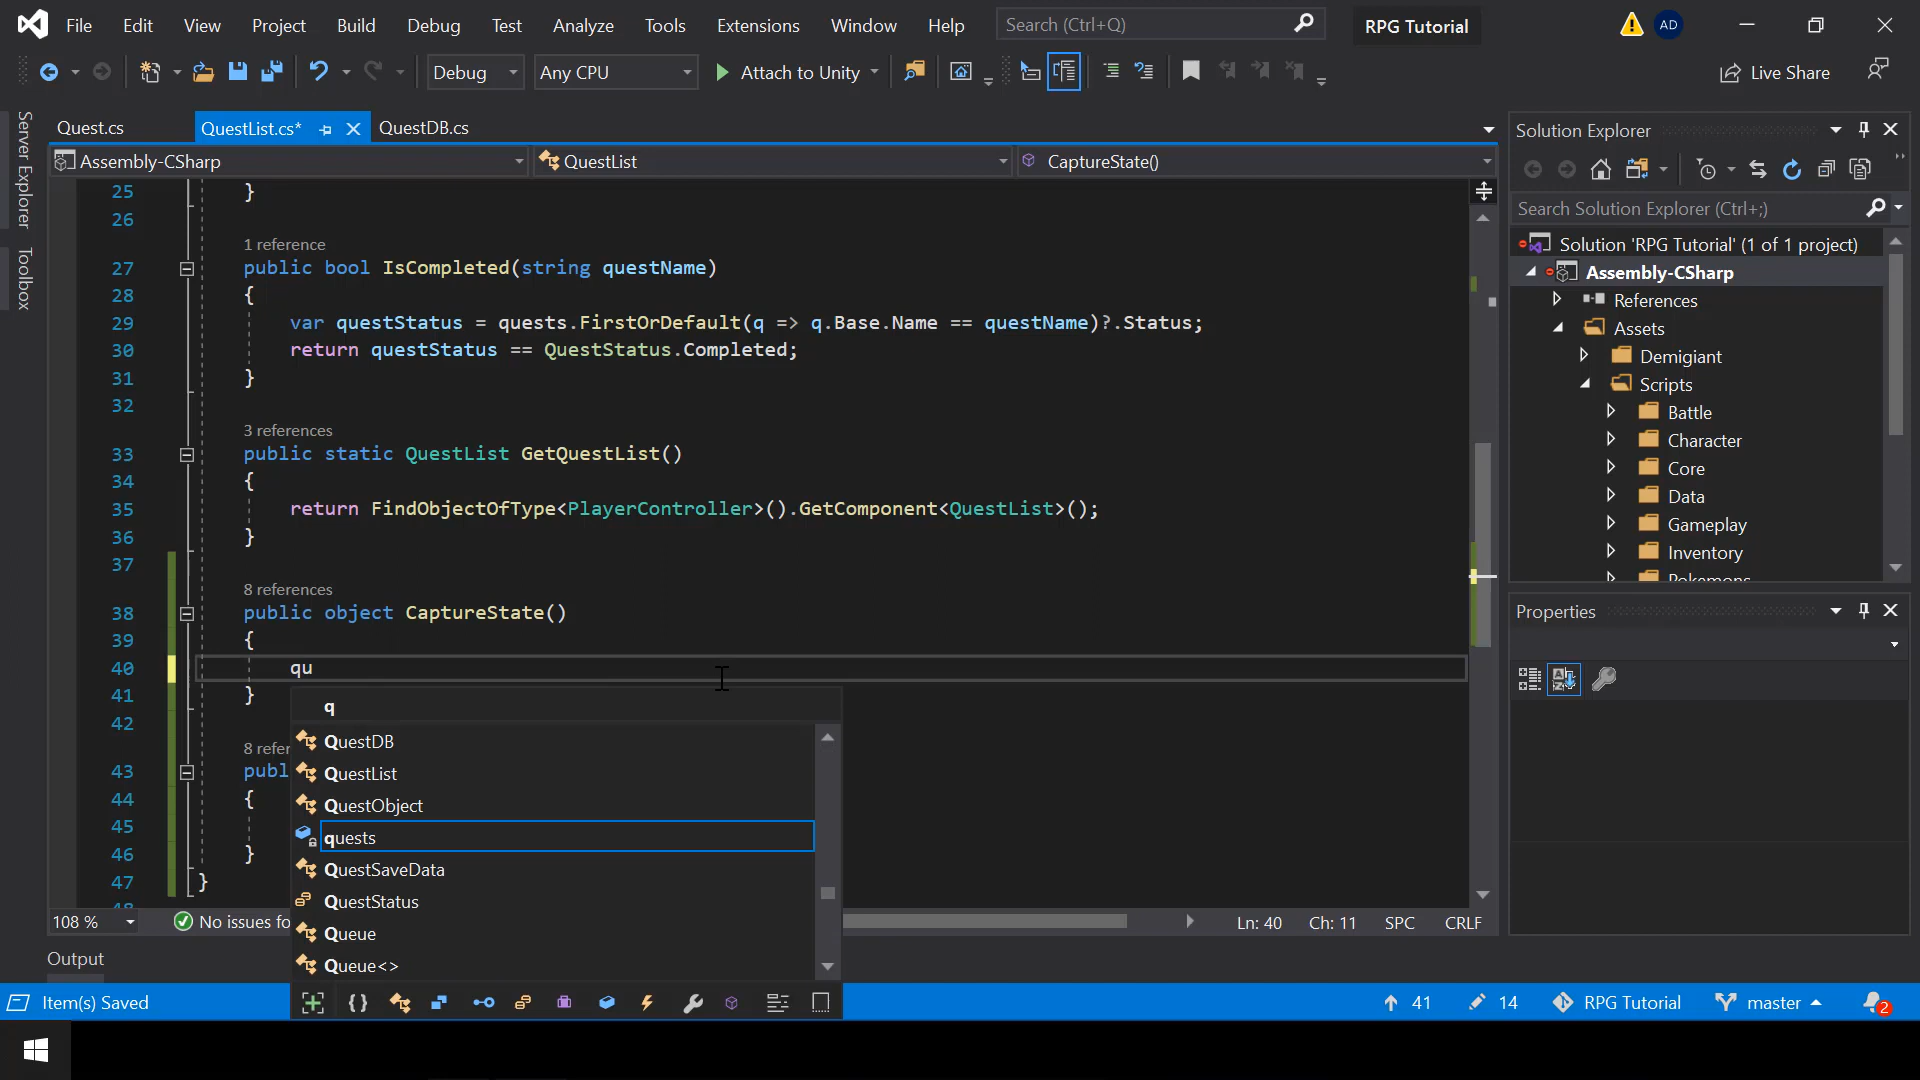 File Edit View Project Build Debug Test Analyze Tools Extensions Window Help Search (Ctrl+Q) RPG Tutorial AD
Debug Any CPU Attach to Unity Live Share
Server Explorer
Toolbox
Quest.cs QuestList.cs* QuestDB.cs
Assembly-CSharp QuestList CaptureState()
25 }
26
1 reference
27 public bool IsCompleted(string questName)
28 {
29 var questStatus = quests.FirstOrDefault(q => q.Base.Name == questName)?.Status;
30 return questStatus == QuestStatus.Completed;
31 }
32
3 references
33 public static QuestList GetQuestList()
34 {
35 return FindObjectOfType<PlayerController>().GetComponent<QuestList>();
36 }
37
8 references
38 public object CaptureState()
39 {
40 qu
41 }
42
8 refer
43 publ
44 {
45
46 }
47 }
q
QuestDB
QuestList
QuestObject
quests
QuestSaveData
QuestStatus
Queue
Queue<>
108 % No issues fo Ln: 40 Ch: 11 SPC CRLF
Output
Item(s) Saved 41 14 RPG Tutorial master 2
Solution Explorer
Search Solution Explorer (Ctrl+;)
Solution 'RPG Tutorial' (1 of 1 project)
Assembly-CSharp
References
Assets
Demigiant
Scripts
Battle
Character
Core
Data
Gameplay
Inventory
Pokemons
Properties